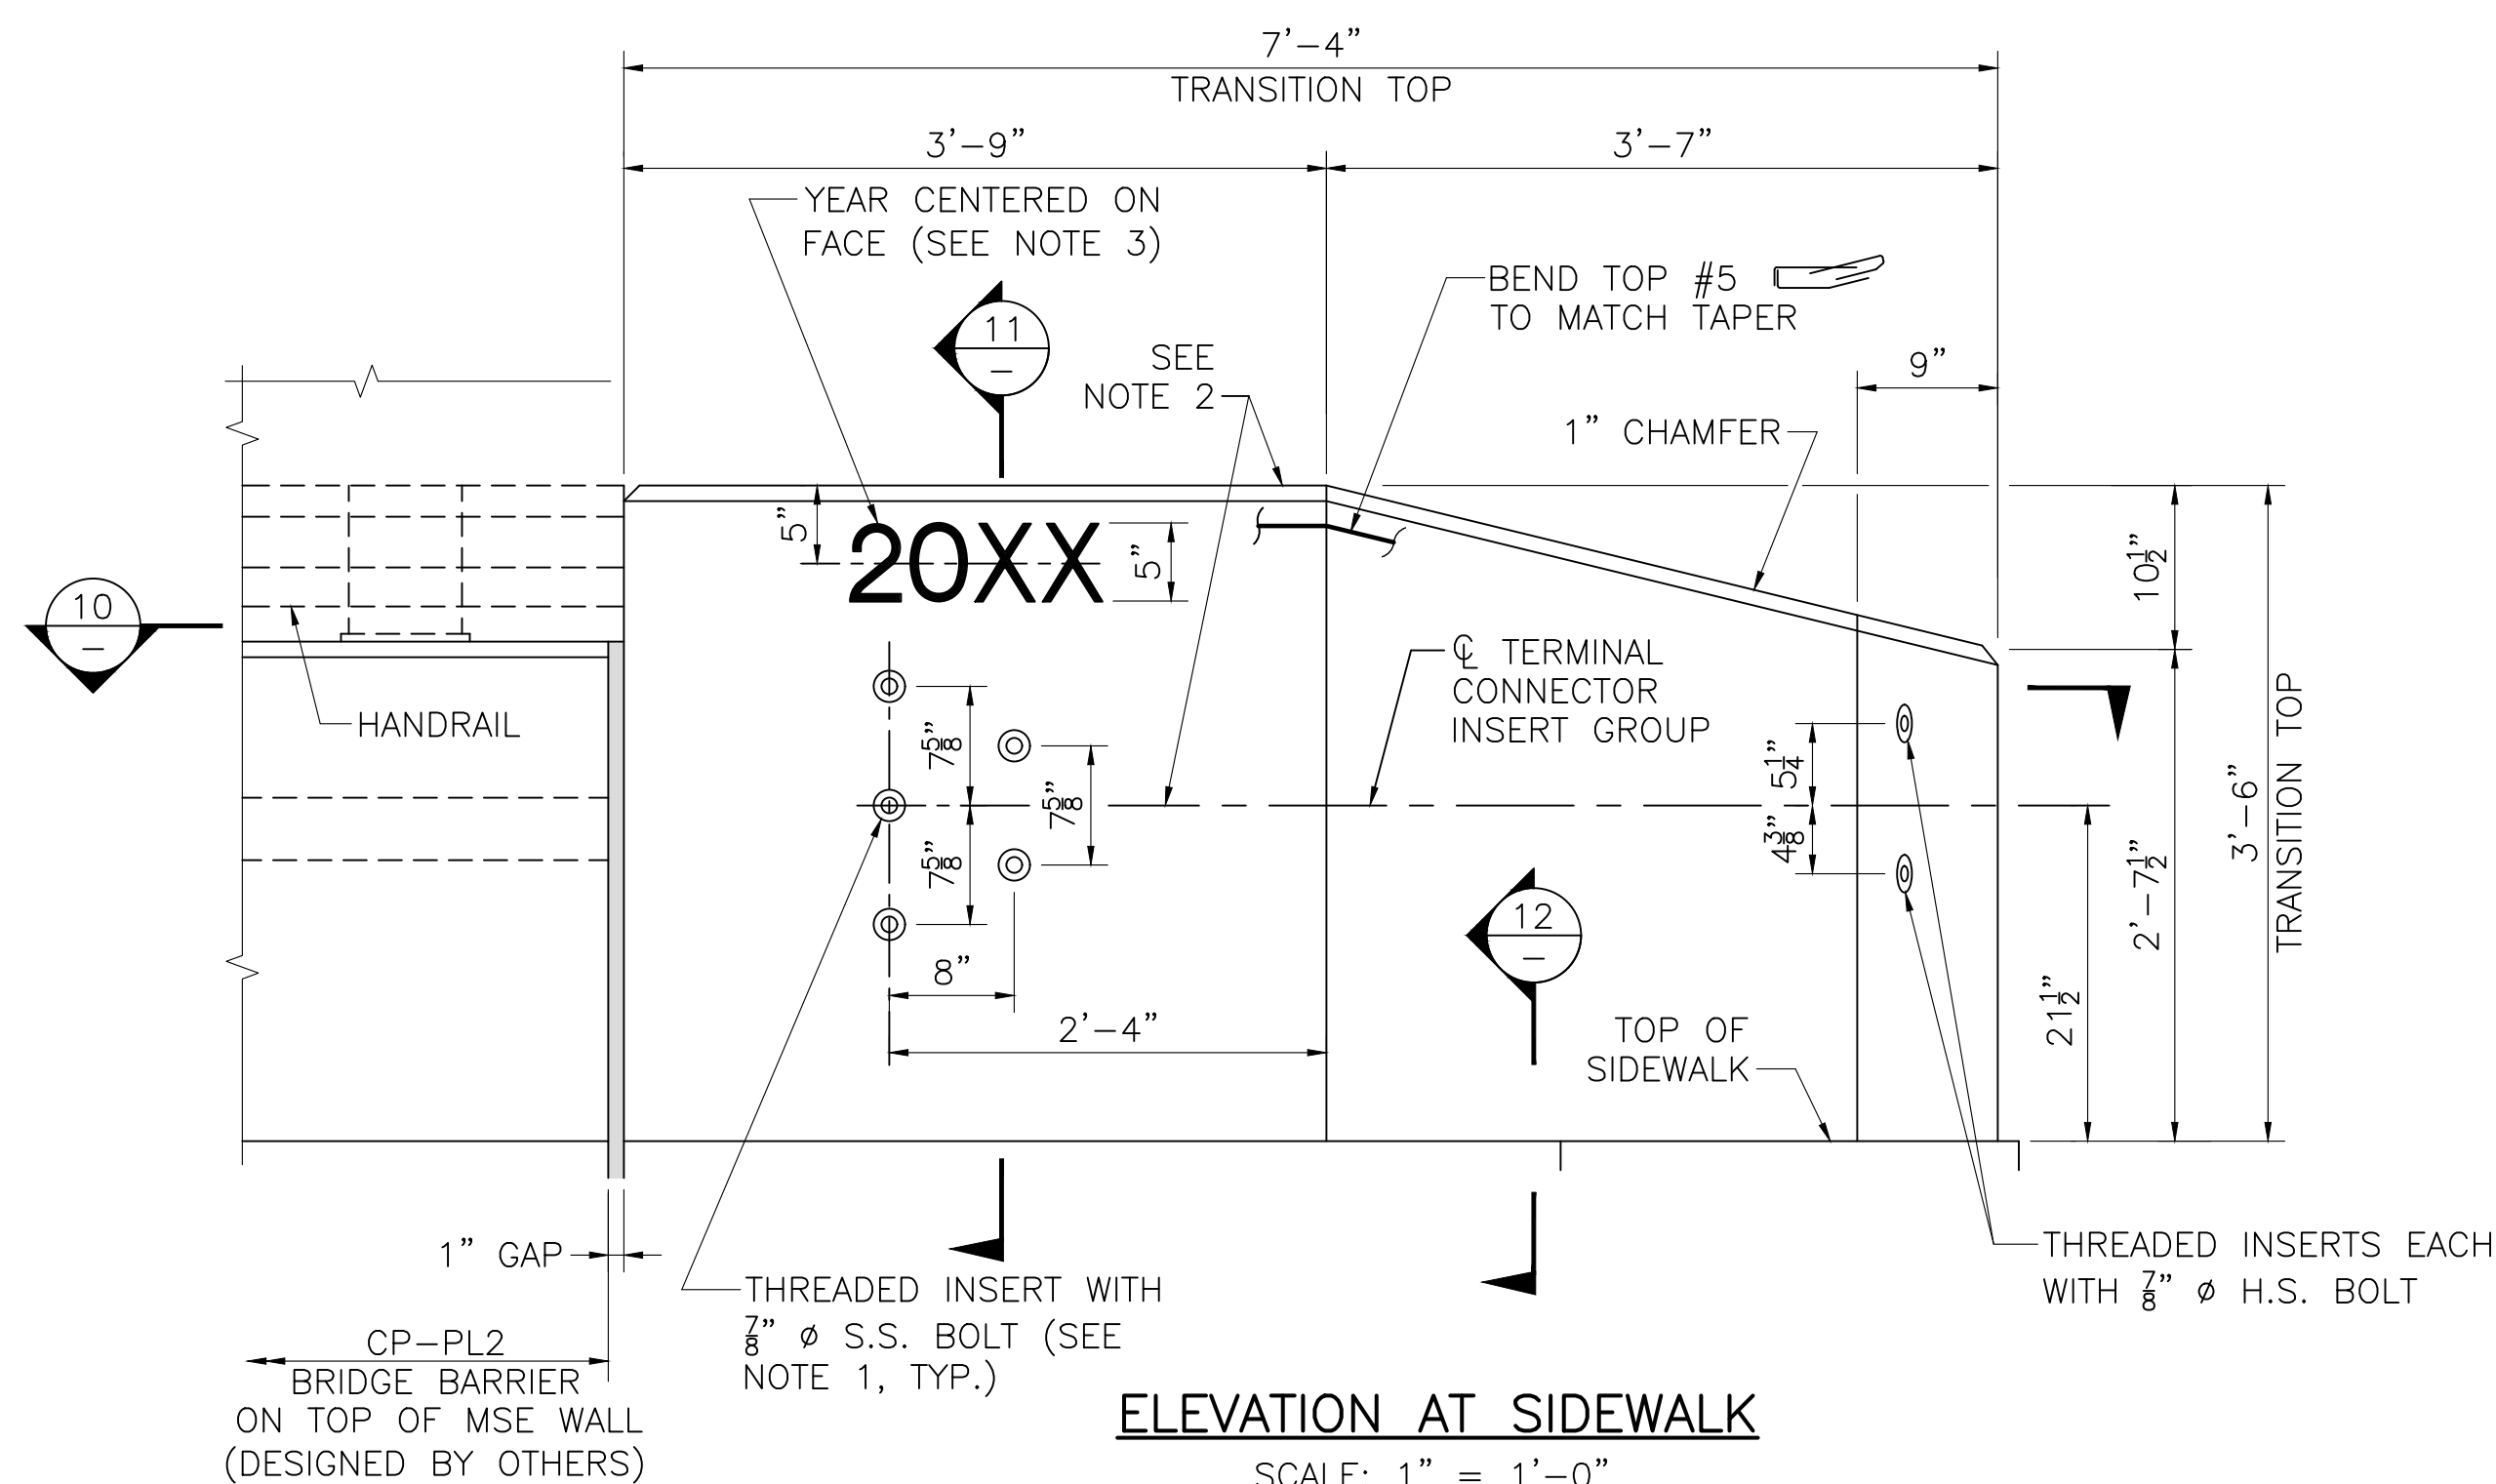 7'-4"
TRANSITION TOP
3'-9"
3'-7"
YEAR CENTERED ON
FACE (SEE NOTE 3)
BEND TOP #5
TO MATCH TAPER
11
–
SEE
NOTE 2
9"
1" CHAMFER
5"
20XX
5"
10½"
10
–
HANDRAIL
℄ TERMINAL
CONNECTOR
INSERT GROUP
7⅝"
7⅝"
7⅝"
5¼"
4⅜"
2'-7½"
3'-6"
TRANSITION TOP
12
–
8"
2'-4"
21½"
TOP OF
SIDEWALK
1" GAP
THREADED INSERT WITH
⅞" ø S.S. BOLT (SEE
NOTE 1, TYP.)
THREADED INSERTS EACH
WITH ⅞" ø H.S. BOLT
CP-PL2
BRIDGE BARRIER
ON TOP OF MSE WALL
(DESIGNED BY OTHERS)
ELEVATION AT SIDEWALK
SCALE: 1" = 1'-0"